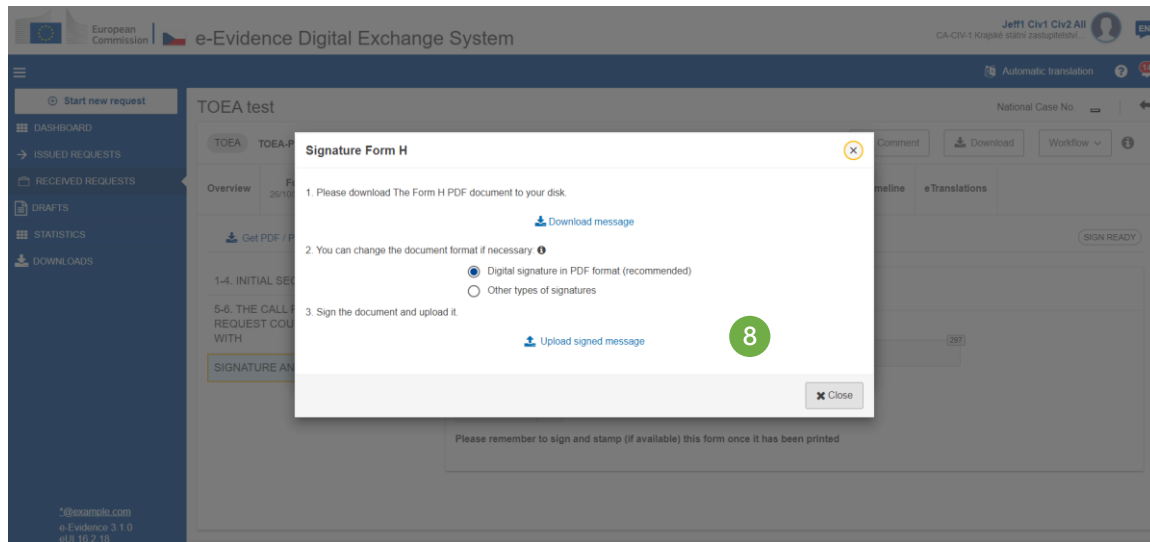 European
Commission
e-Evidence Digital Exchange System
Jeff1 Civ1 Civ2 All
CA-CIV-1 Krajské státní zastupitelství...
EN
Automatic translation
Start new request
TOEA test
National Case No.
DASHBOARD
ISSUED REQUESTS
RECEIVED REQUESTS
DRAFTS
STATISTICS
DOWNLOADS
TOEA TOEA-P
Comment
Download
Workflow
Overview
meline
eTranslations
Get PDF / P
SIGN READY
1-4. INITIAL SEC
5-6. THE CALL F
REQUEST COU
WITH
SIGNATURE AN
287
Signature Form H
1. Please download The Form H PDF document to your disk.
Download message
2. You can change the document format if necessary:
Digital signature in PDF format (recommended)
Other types of signatures
3. Sign the document and upload it.
Upload signed message
8
Close
Please remember to sign and stamp (if available) this form once it has been printed
*@example.com
e-Evidence 3.1.0
eUI 16.2.18